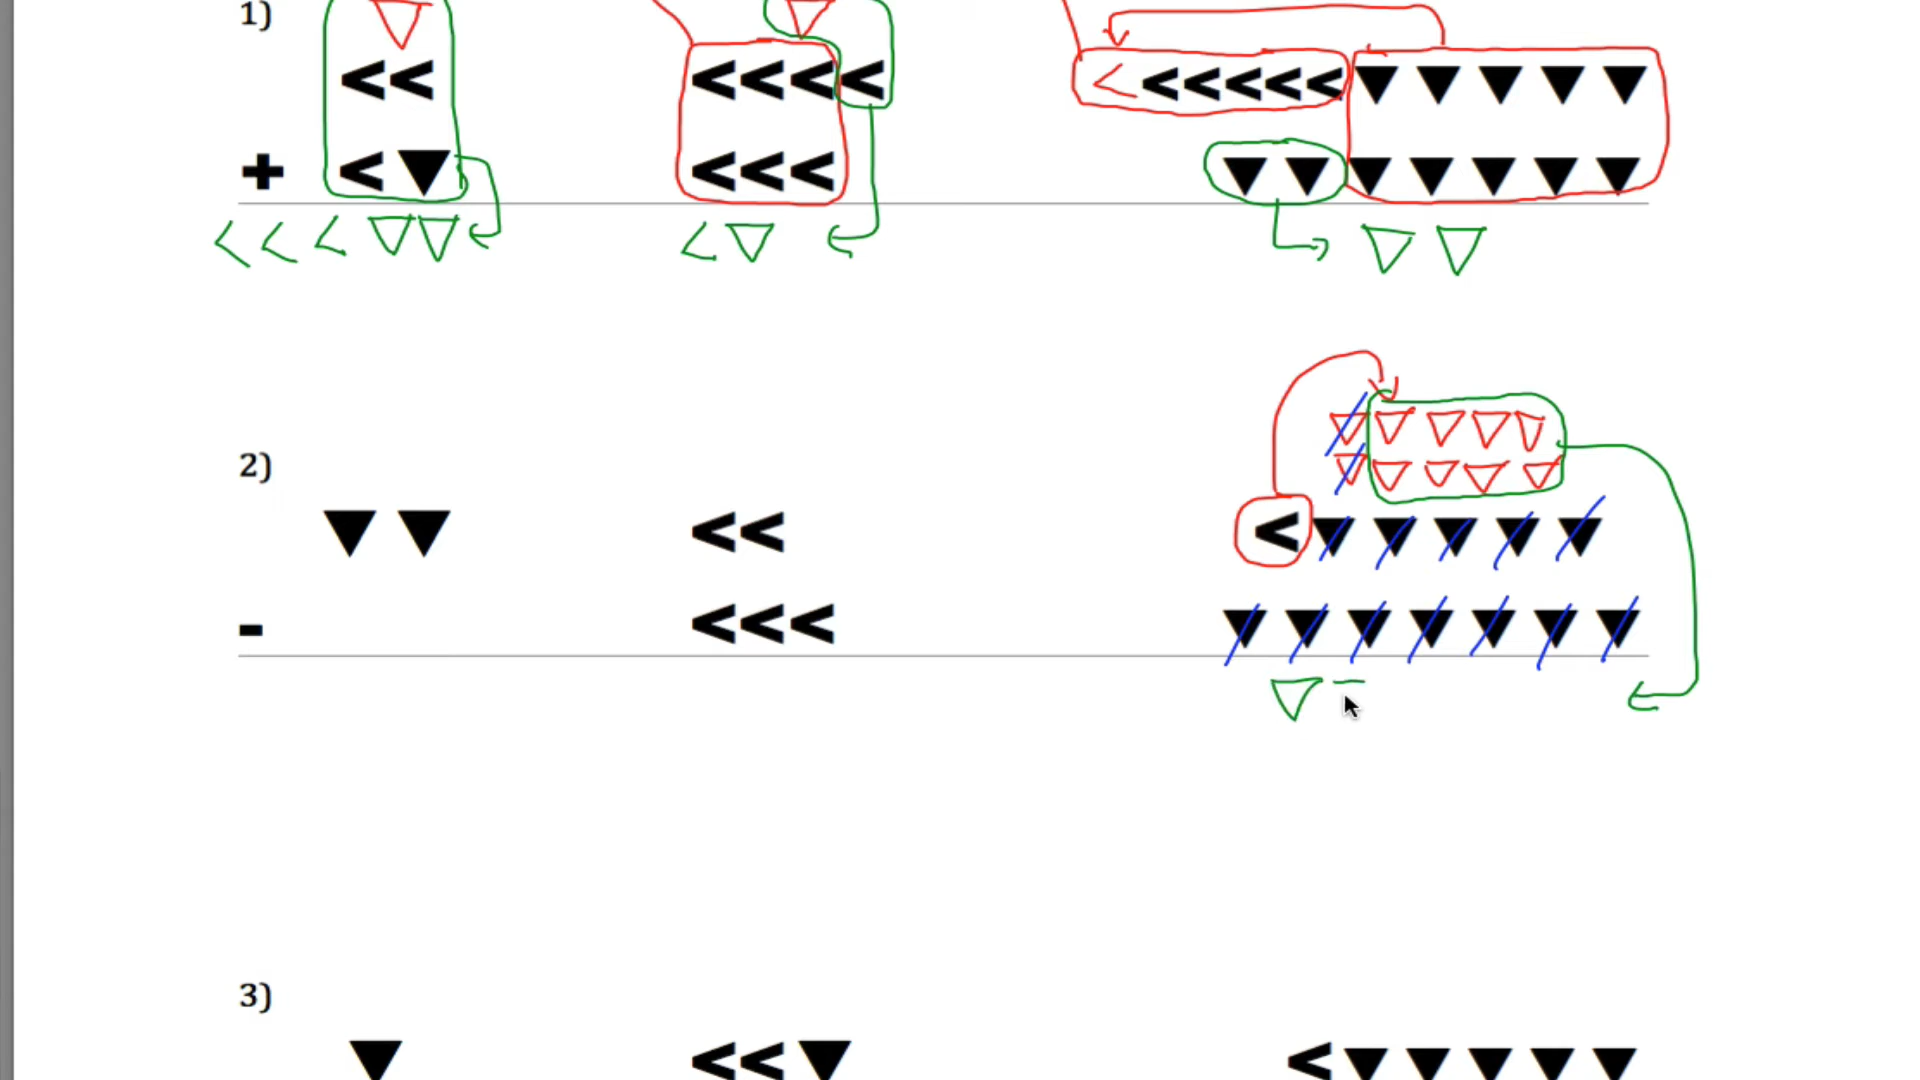 1)
▽ ▽
<< <<<< < <<<<< ▼ ▼ ▼ ▼ ▼
+ < ▼ <<< ▼ ▼ ▼ ▼ ▼ ▼ ▼
< < < ▽ ▽ < ▽ ▽ ▽
▽ ▽ ▽ ▽ ▽
2) ▽ ▽ ▽ ▽ ▽
▼ ▼ << < ▼ ▼ ▼ ▼ ▼
- <<< ▼ ▼ ▼ ▼ ▼ ▼ ▼
▽
3)
▼ << ▼ < ▼ ▼ ▼ ▼ ▼